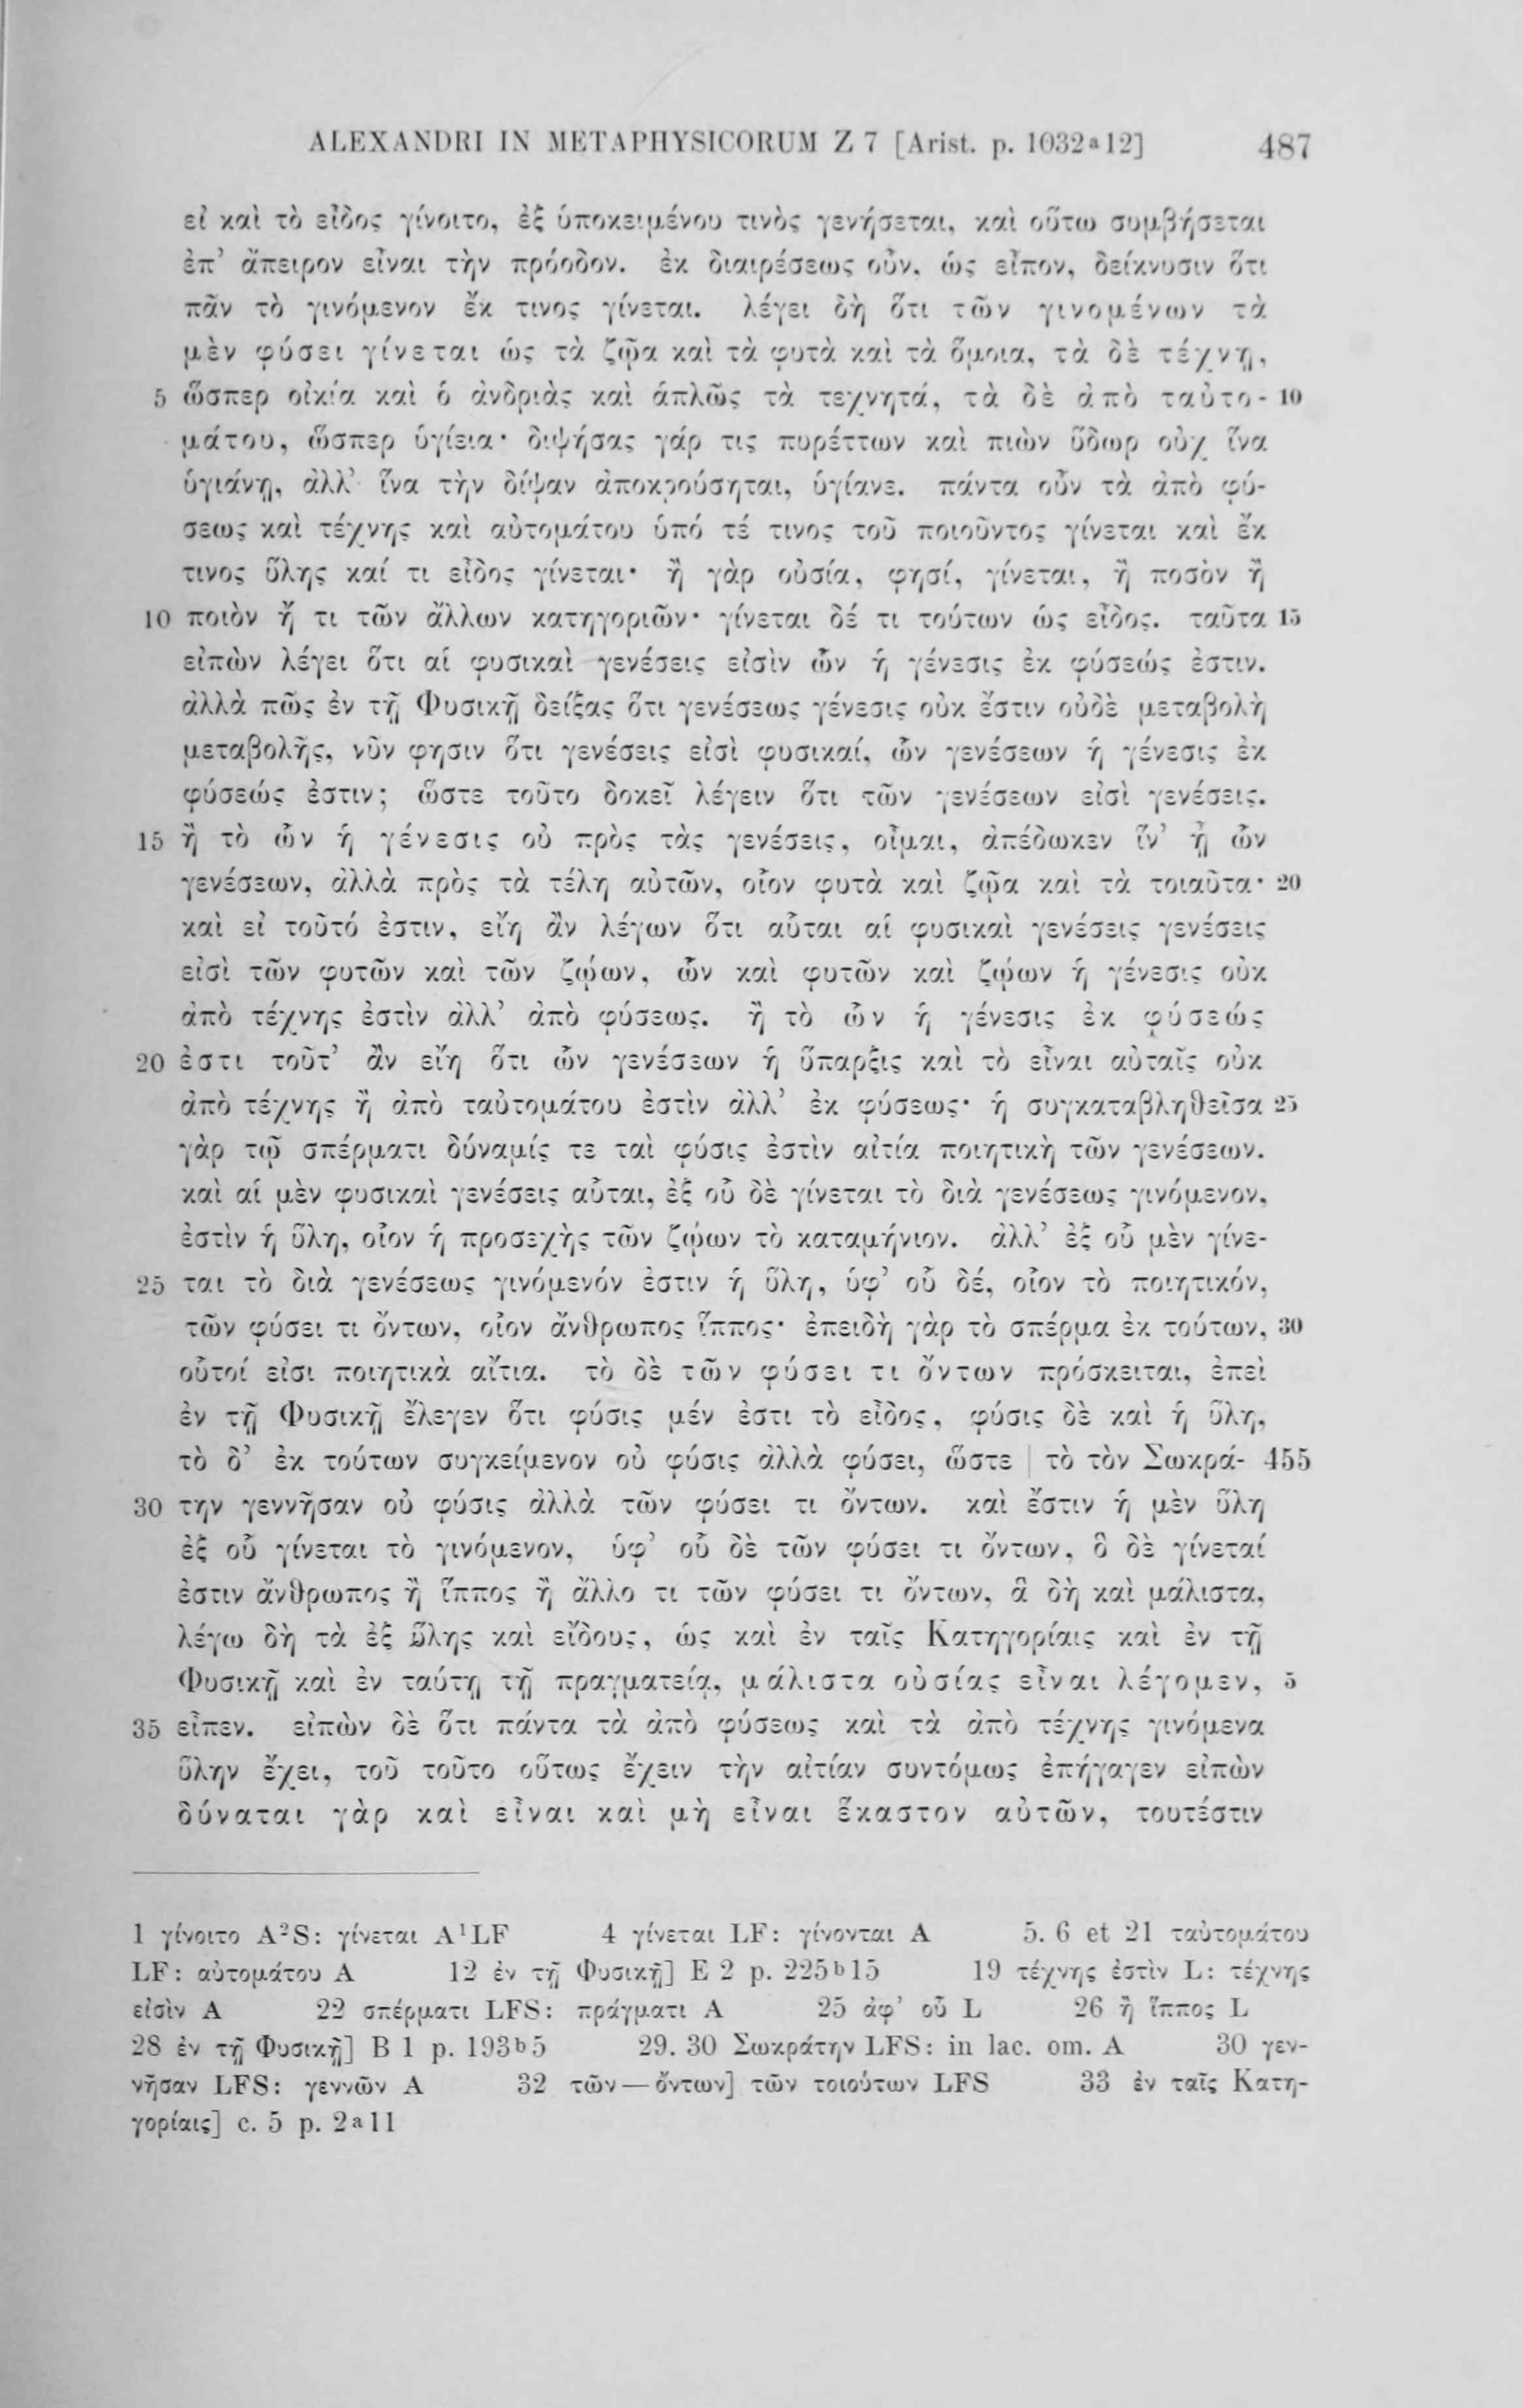 ALEXANDRI IN METAPHYSICORUM Z 7 [Arist. p. 1032a12] 487
εἰ καὶ τὸ εἶδος γίνοιτο, ἐξ ὑποκειμένου τινὸς γενήσεται, καὶ οὕτω συμβήσεται
ἐπ’ ἄπειρον εἶναι τὴν πρόοδον. ἐκ διαιρέσεως οὖν, ὡς εἶπον, δείκνυσιν ὅτι
πᾶν τὸ γινόμενον ἔκ τινος γίνεται. λέγει δὴ ὅτι τῶν γινομένων τὰ
μὲν φύσει γίνεται ὡς τὰ ζῷα καὶ τὰ φυτὰ καὶ τὰ ὅμοια, τὰ δὲ τέχνῃ,
5 ὥσπερ οἰκία καὶ ὁ ἀνδριὰς καὶ ἁπλῶς τὰ τεχνητά, τὰ δὲ ἀπὸ ταὐτο- 10
μάτου, ὥσπερ ὑγίεια· διψήσας γάρ τις πυρέττων καὶ πιὼν ὕδωρ οὐχ ἵνα
ὑγιάνῃ, ἀλλ’ ἵνα τὴν δίψαν ἀποκρούσηται, ὑγίανε. πάντα οὖν τὰ ἀπὸ φύ-
σεως καὶ τέχνης καὶ αὐτομάτου ὑπό τέ τινος τοῦ ποιοῦντος γίνεται καὶ ἔκ
τινος ὕλης καί τι εἶδος γίνεται· ἢ γὰρ οὐσία, φησί, γίνεται, ἢ ποσὸν ἢ
10 ποιὸν ἤ τι τῶν ἄλλων κατηγοριῶν· γίνεται δέ τι τούτων ὡς εἶδος. ταῦτα 15
εἰπὼν λέγει ὅτι αἱ φυσικαὶ γενέσεις εἰσὶν ὧν ἡ γένεσις ἐκ φύσεώς ἐστιν.
ἀλλὰ πῶς ἐν τῇ Φυσικῇ δείξας ὅτι γενέσεως γένεσις οὐκ ἔστιν οὐδὲ μεταβολὴ
μεταβολῆς, νῦν φησιν ὅτι γενέσεις εἰσὶ φυσικαί, ὧν γενέσεων ἡ γένεσις ἐκ
φύσεώς ἐστιν; ὥστε τοῦτο δοκεῖ λέγειν ὅτι τῶν γενέσεων εἰσὶ γενέσεις.
15 ἢ τὸ ὧν ἡ γένεσις οὐ πρὸς τὰς γενέσεις, οἶμαι, ἀπέδωκεν ἵν’ ᾖ ὧν
γενέσεων, ἀλλὰ πρὸς τὰ τέλη αὐτῶν, οἷον φυτὰ καὶ ζῷα καὶ τὰ τοιαῦτα· 20
καὶ εἰ τοῦτό ἐστιν, εἴη ἂν λέγων ὅτι αὗται αἱ φυσικαὶ γενέσεις γενέσεις
εἰσὶ τῶν φυτῶν καὶ τῶν ζῴων, ὧν καὶ φυτῶν καὶ ζῴων ἡ γένεσις οὐκ
ἀπὸ τέχνης ἐστὶν ἀλλ’ ἀπὸ φύσεως. ἢ τὸ ὧν ἡ γένεσις ἐκ φύσεώς
20 ἐστι τοῦτ’ ἂν εἴη ὅτι ὧν γενέσεων ἡ ὕπαρξις καὶ τὸ εἶναι αὐταῖς οὐκ
ἀπὸ τέχνης ἢ ἀπὸ ταὐτομάτου ἐστὶν ἀλλ’ ἐκ φύσεως· ἡ συγκαταβληθεῖσα 25
γὰρ τῷ σπέρματι δύναμίς τε ταὶ φύσις ἐστὶν αἰτία ποιητικὴ τῶν γενέσεων.
καὶ αἱ μὲν φυσικαὶ γενέσεις αὗται, ἐξ οὗ δὲ γίνεται τὸ διὰ γενέσεως γινόμενον,
ἐστὶν ἡ ὕλη, οἷον ἡ προσεχὴς τῶν ζῴων τὸ καταμήνιον. ἀλλ’ ἐξ οὗ μὲν γίνε-
25 ται τὸ διὰ γενέσεως γινόμενόν ἐστιν ἡ ὕλη, ὑφ’ οὗ δέ, οἷον τὸ ποιητικόν,
τῶν φύσει τι ὄντων, οἷον ἄνθρωπος ἵππος· ἐπειδὴ γὰρ τὸ σπέρμα ἐκ τούτων, 30
οὗτοί εἰσι ποιητικὰ αἴτια. τὸ δὲ τῶν φύσει τι ὄντων πρόσκειται, ἐπεὶ
ἐν τῇ Φυσικῇ ἔλεγεν ὅτι φύσις μέν ἐστι τὸ εἶδος, φύσις δὲ καὶ ἡ ὕλη,
τὸ δ’ ἐκ τούτων συγκείμενον οὐ φύσις ἀλλὰ φύσει, ὥστε | τὸ τὸν Σωκρά- 455
30 την γεννῆσαν οὐ φύσις ἀλλὰ τῶν φύσει τι ὄντων. καὶ ἔστιν ἡ μὲν ὕλη
ἐξ οὗ γίνεται τὸ γινόμενον, ὑφ’ οὗ δὲ τῶν φύσει τι ὄντων, ὃ δὲ γίνεταί
ἐστιν ἄνθρωπος ἢ ἵππος ἢ ἄλλο τι τῶν φύσει τι ὄντων, ἃ δὴ καὶ μάλιστα,
λέγω δὴ τὰ ἐξ ὕλης καὶ εἴδους, ὡς καὶ ἐν ταῖς Κατηγορίαις καὶ ἐν τῇ
Φυσικῇ καὶ ἐν ταύτῃ τῇ πραγματείᾳ, μάλιστα οὐσίας εἶναι λέγομεν, 5
35 εἶπεν. εἰπὼν δὲ ὅτι πάντα τὰ ἀπὸ φύσεως καὶ τὰ ἀπὸ τέχνης γινόμενα
ὕλην ἔχει, τοῦ τοῦτο οὕτως ἔχειν τὴν αἰτίαν συντόμως ἐπήγαγεν εἰπὼν
δύναται γὰρ καὶ εἶναι καὶ μὴ εἶναι ἕκαστον αὐτῶν, τουτέστιν
1 γίνοιτο A²S: γίνεται A¹LF 4 γίνεται LF: γίνονται A 5. 6 et 21 ταὐτομάτου
LF: αὐτομάτου A 12 ἐν τῇ Φυσικῇ] E 2 p. 225b15 19 τέχνης ἐστὶν L: τέχνης
εἰσὶν A 22 σπέρματι LFS: πράγματι A 25 ἀφ’ οὗ L 26 ἢ ἵππος L
28 ἐν τῇ Φυσικῇ] B 1 p. 193b5 29. 30 Σωκράτην LFS: in lac. om. A 30 γεν-
νῆσαν LFS: γεννῶν A 32 τῶν — ὄντων] τῶν τοιούτων LFS 33 ἐν ταῖς Κατη-
γορίαις] c. 5 p. 2a11